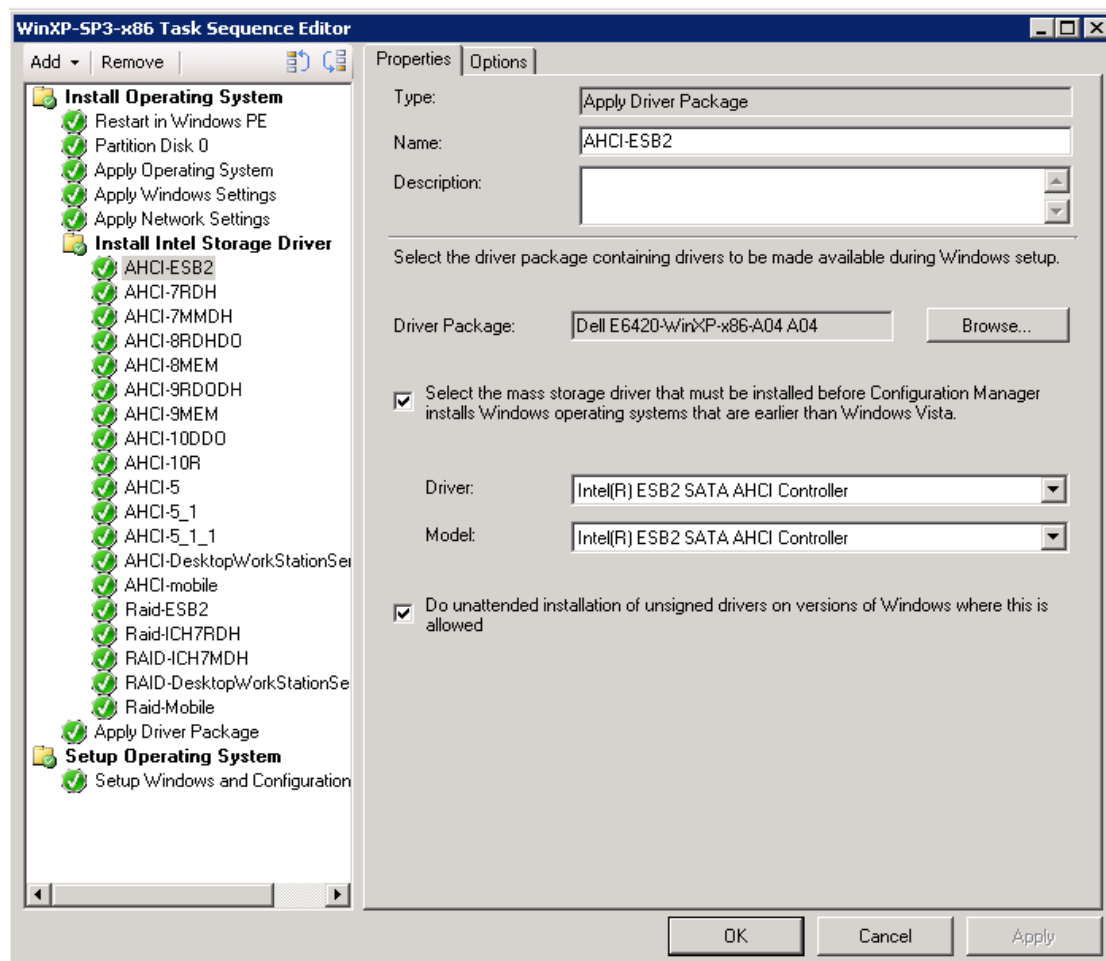 WinXP-SP3-x86 Task Sequence Editor
Add
Remove
Install Operating System
Restart in Windows PE
Partition Disk 0
Apply Operating System
Apply Windows Settings
Apply Network Settings
Install Intel Storage Driver
AHCI-ESB2
AHCI-7RDH
AHCI-7MMDH
AHCI-8RDHDO
AHCI-8MEM
AHCI-9RDODH
AHCI-9MEM
AHCI-10DDO
AHCI-10R
AHCI-5
AHCI-5_1
AHCI-5_1_1
AHCI-DesktopWorkStationSer
AHCI-mobile
Raid-ESB2
Raid-ICH7RDH
RAID-ICH7MDH
RAID-DesktopWorkStationSe
Raid-Mobile
Apply Driver Package
Setup Operating System
Setup Windows and Configuration
Properties
Options
Type:
Apply Driver Package
Name:
AHCI-ESB2
Description:
Select the driver package containing drivers to be made available during Windows setup.
Driver Package:
Dell E6420-WinXP-x86-A04 A04
Browse...
Select the mass storage driver that must be installed before Configuration Manager
installs Windows operating systems that are earlier than Windows Vista.
Driver:
Intel(R) ESB2 SATA AHCI Controller
Model:
Intel(R) ESB2 SATA AHCI Controller
Do unattended installation of unsigned drivers on versions of Windows where this is
allowed
OK
Cancel
Apply